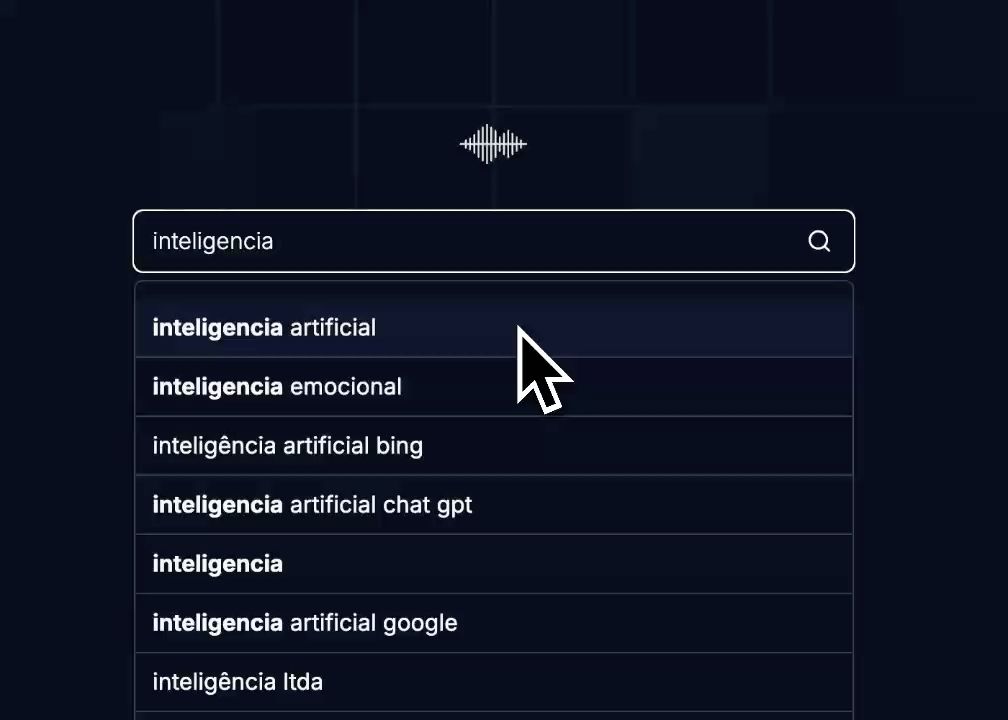 inteligencia
inteligencia artificial
inteligencia emocional
inteligência artificial bing
inteligencia artificial chat gpt
inteligencia
inteligencia artificial google
inteligência ltda